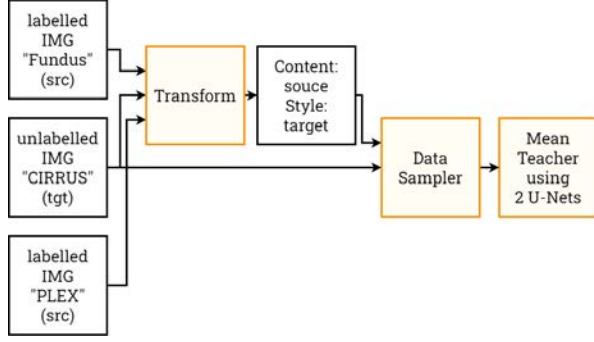 labelled
IMG
"Fundus"
(src)
Transform
Content:
souce
Style:
target
unlabelled
IMG
"CIRRUS"
(tgt)
Data
Sampler
Mean
Teacher
using
2 U-Nets
labelled
IMG
"PLEX"
(src)